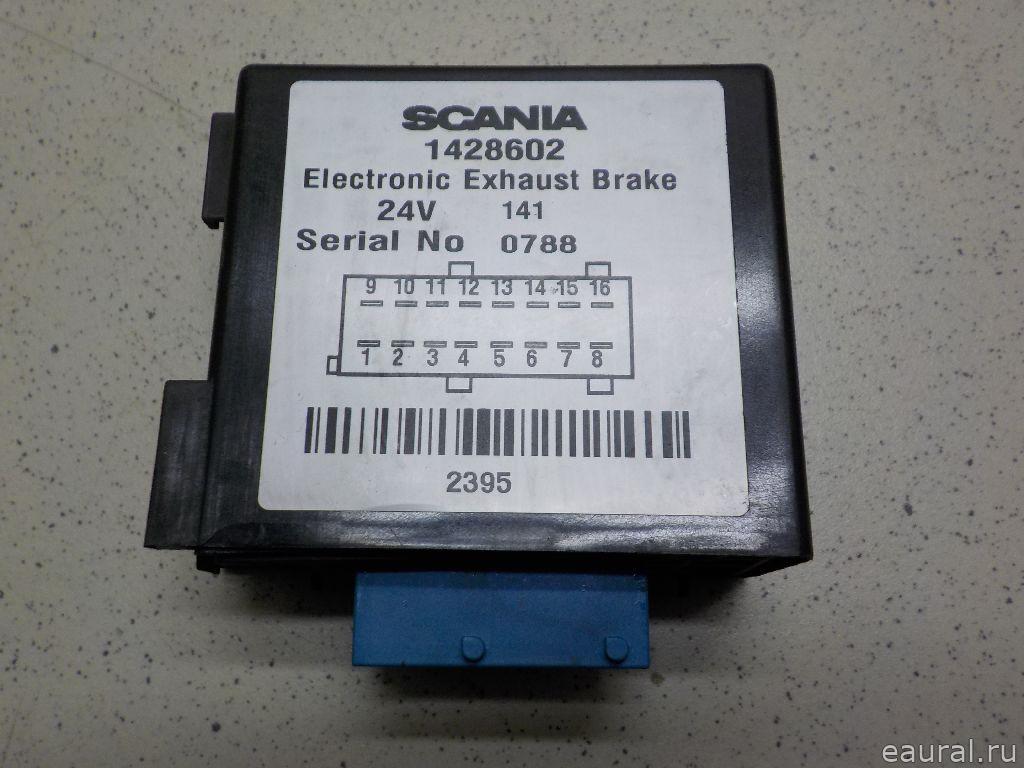 SCANIA
1428602
Electronic Exhaust Brake
24V 141
Serial No 0788
9 10 11 12 13 14 15 16
1 2 3 4 5 6 7 8
2395
eaural.ru